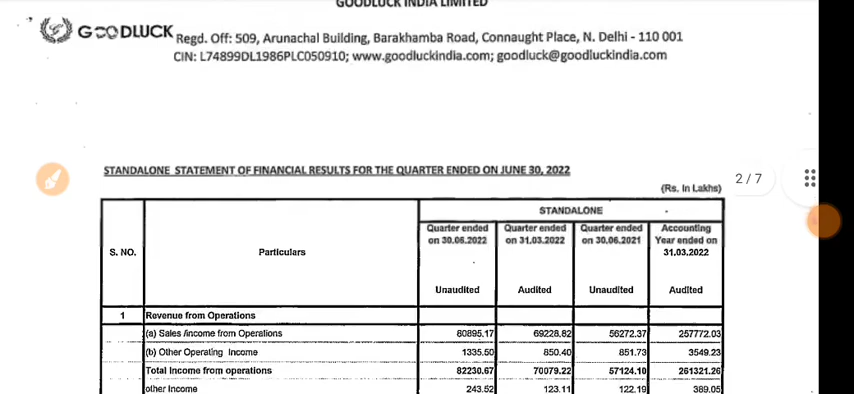 GOODLUCK INDIA LIMITED
GOODLUCK Regd. Off: 509, Arunachal Building, Barakhamba Road, Connaught Place, N. Delhi - 110 001
CIN: L74899DL1986PLC050910; www.goodluckindia.com; goodluck@goodluckindia.com
STANDALONE STATEMENT OF FINANCIAL RESULTS FOR THE QUARTER ENDED ON JUNE 30, 2022
2 / 7
(Rs. In Lakhs)
STANDALONE
S. NO. Particulars Quarter ended on 30.06.2022 Quarter ended on 31.03.2022 Quarter ended on 30.06.2021 Accounting Year ended on 31.03.2022
Unaudited Audited Unaudited Audited
1 Revenue from Operations
(a) Sales /income from Operations 80895.17 69228.82 56272.37 257772.03
(b) Other Operating Income 1335.50 850.40 851.73 3549.23
Total Income from operations 82230.67 70079.22 57124.10 261321.26
other Income 243.52 123.11 122.19 389.05